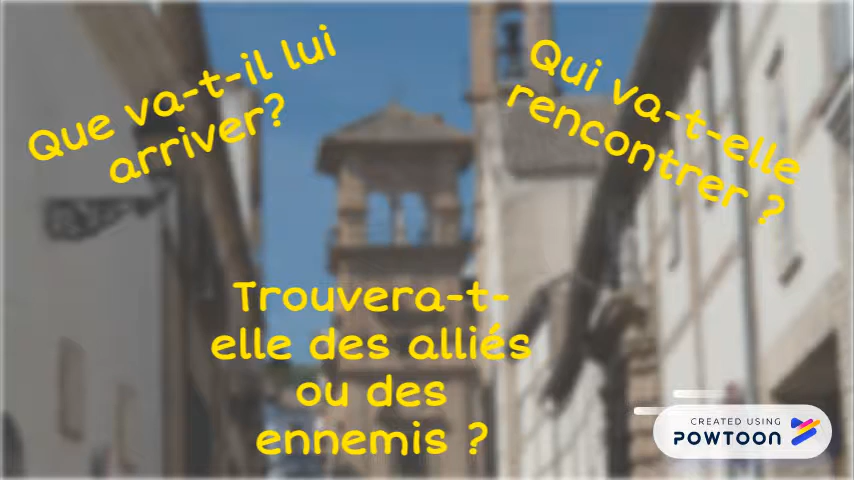 Que va-t-il lui
arriver?
Qui va-t-elle
rencontrer ?
Trouvera-t-
elle des alliés
ou des
ennemis ?
CREATED USING
POWTOON